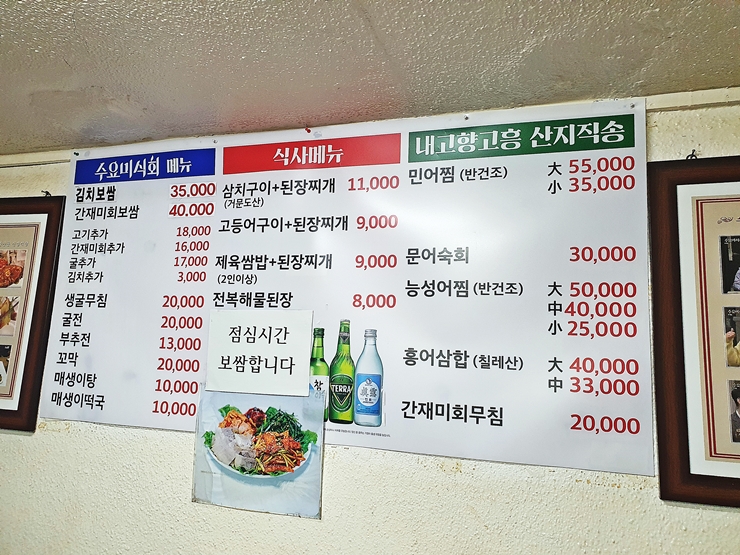 수요미식회 메뉴
김치보쌈 35,000
간재미회보쌈 40,000
고기추가 18,000
간재미회추가 16,000
굴추가 17,000
김치추가 3,000
생굴무침 20,000
굴전 20,000
부추전 13,000
꼬막 20,000
매생이탕 10,000
매생이떡국 10,000
식사메뉴
삼치구이+된장찌개 11,000
(거문도산)
고등어구이+된장찌개 9,000
제육쌈밥+된장찌개 9,000
(2인이상)
전복해물된장 8,000
점심시간
보쌈합니다
TERRA
내고향고흥 산지직송
민어찜 (반건조) 大 55,000
小 35,000
문어숙회 30,000
능성어찜 (반건조) 大 50,000
中 40,000
小 25,000
홍어삼합 (칠레산) 大 40,000
中 33,000
간재미회무침 20,000